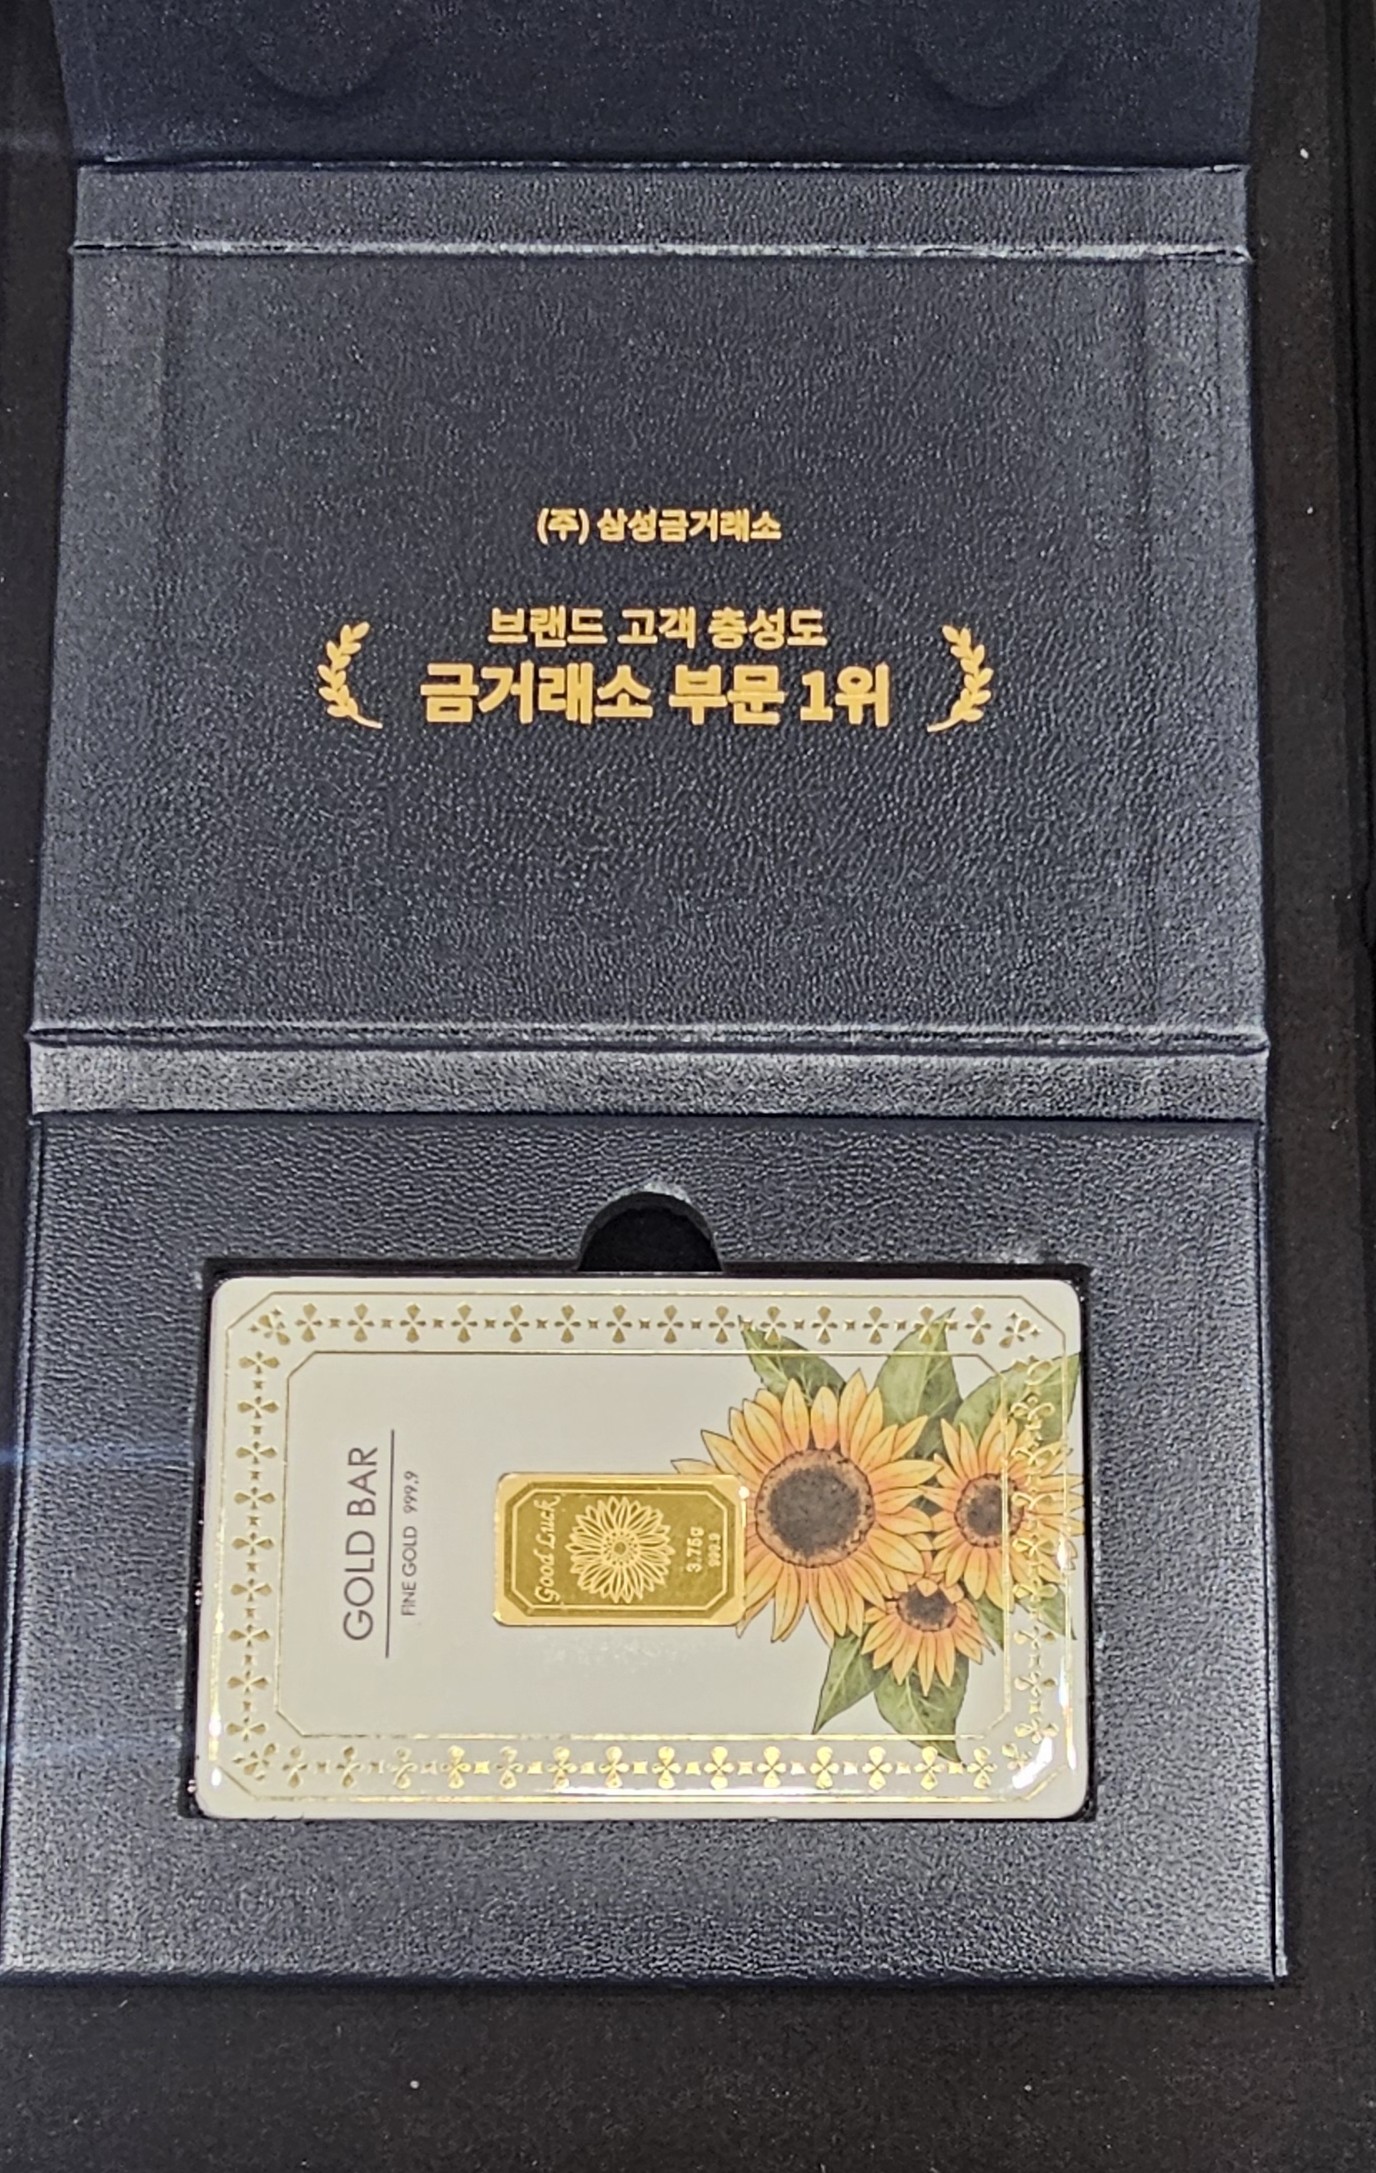 (주) 삼성금거래소
브랜드 고객 충성도
금거래소 부문 1위
GOLD BAR
FINE GOLD 999,9
Good Luck
3.75g
999.9